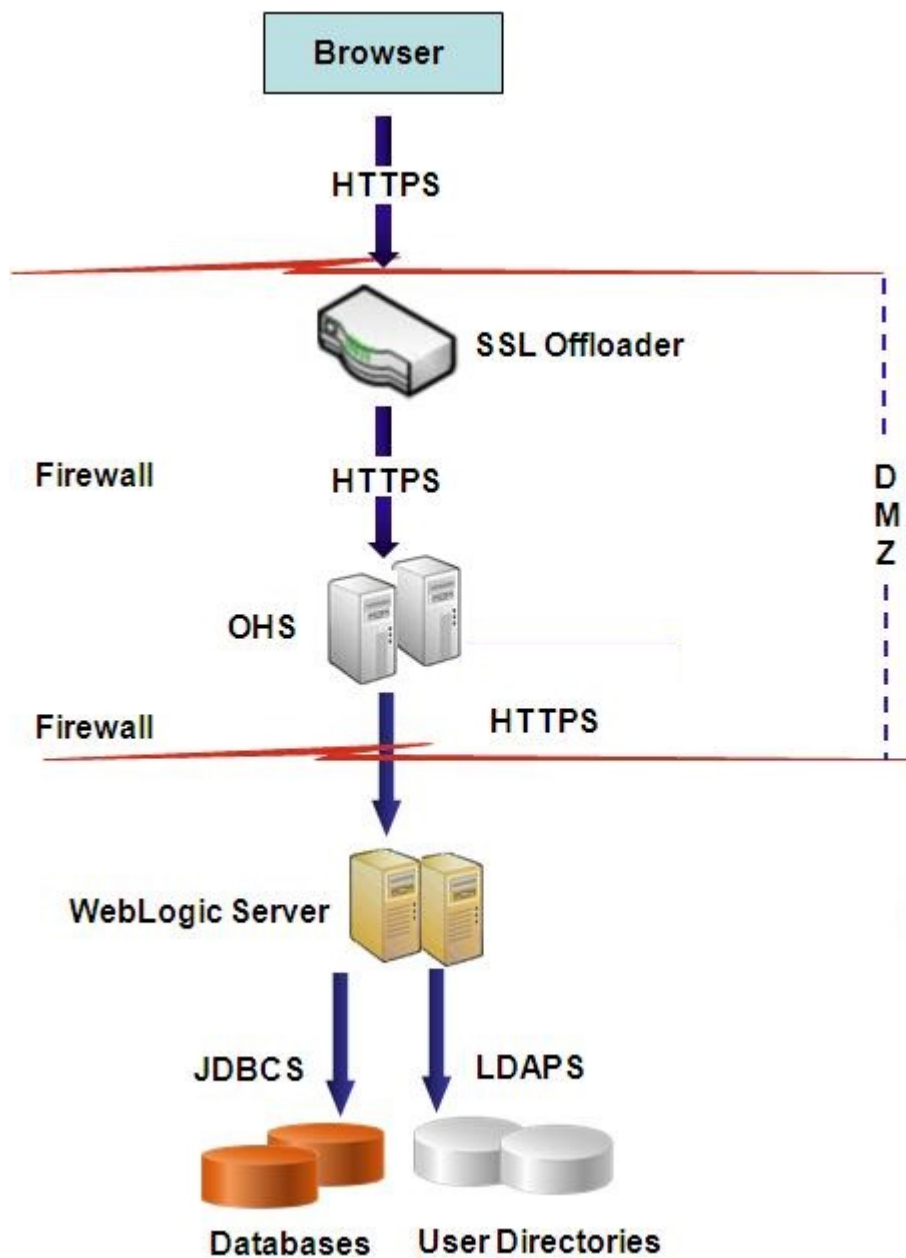 Browser
HTTPS
SSL Offloader
Firewall
HTTPS
D
M
Z
OHS
Firewall
HTTPS
WebLogic Server
JDBCS
LDAPS
Databases
User Directories